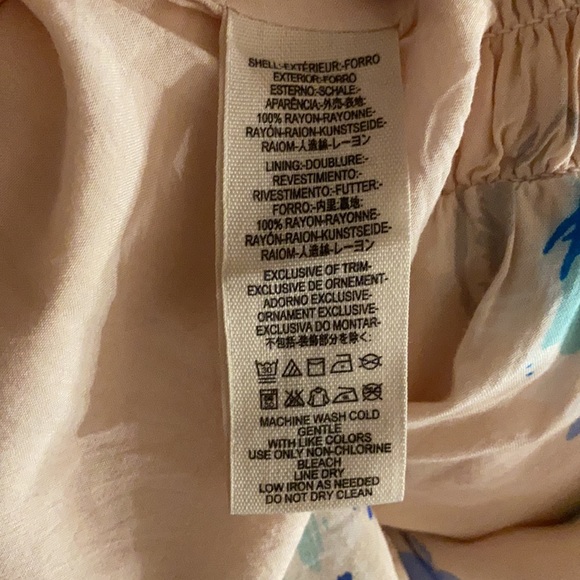 SHELL:-EXTÉRIEUR:-FORRO
EXTERIOR:-FORRO
ESTERNO:-SCHALE:-
APARÊNCIA:-外壳:-表地:
100% RAYON-RAYONNE-
RAYÓN-RAION-KUNSTSEIDE-
RAIOM-人造絲-レーヨン
LINING:-DOUBLURE:-
REVESTIMIENTO:-
RIVESTIMENTO:-FUTTER:-
FORRO:-内里:裏地:
100% RAYON-RAYONNE-
RAYÓN-RAION-KUNSTSEIDE-
RAIOM-人造絲-レーヨン
EXCLUSIVE OF TRIM-
EXCLUSIVE DE ORNEMENT-
ADORNO EXCLUSIVE-
ORNAMENT EXCLUSIVE-
EXCLUSIVA DO MONTAR-
不包括-装飾部分を除く:
MACHINE WASH COLD
GENTLE
WITH LIKE COLORS
USE ONLY NON-CHLORINE
BLEACH
LINE DRY
LOW IRON AS NEEDED
DO NOT DRY CLEAN